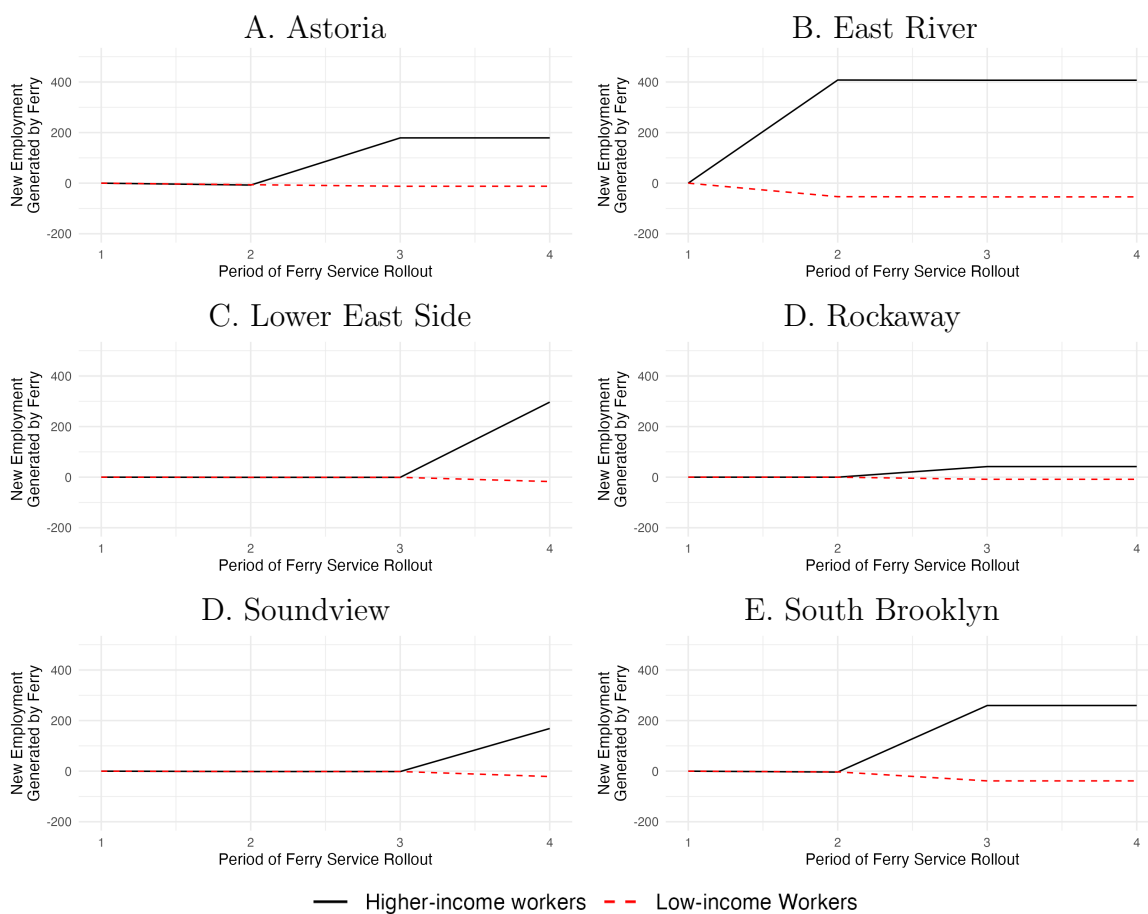 A. Astoria
New Employment
Generated by Ferry
400
200
0
-200
1 2 3 4
Period of Ferry Service Rollout
B. East River
New Employment
Generated by Ferry
400
200
0
-200
1 2 3 4
Period of Ferry Service Rollout
C. Lower East Side
New Employment
Generated by Ferry
400
200
0
-200
1 2 3 4
Period of Ferry Service Rollout
D. Rockaway
New Employment
Generated by Ferry
400
200
0
-200
1 2 3 4
Period of Ferry Service Rollout
D. Soundview
New Employment
Generated by Ferry
400
200
0
-200
1 2 3 4
Period of Ferry Service Rollout
E. South Brooklyn
New Employment
Generated by Ferry
400
200
0
-200
1 2 3 4
Period of Ferry Service Rollout
Higher-income workers Low-income Workers